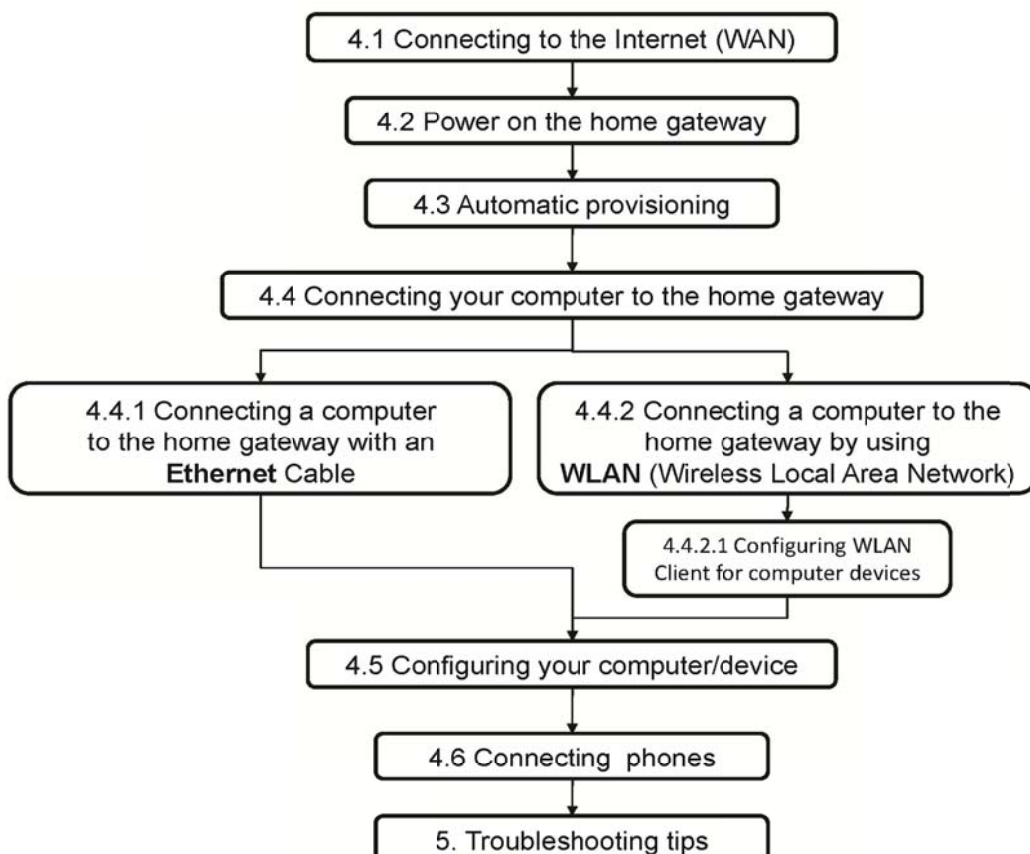 4.1 Connecting to the Internet (WAN)
4.2 Power on the home gateway
4.3 Automatic provisioning
4.4 Connecting your computer to the home gateway
4.4.1 Connecting a computer
to the home gateway with an
Ethernet Cable
4.4.2 Connecting a computer to the
home gateway by using
WLAN (Wireless Local Area Network)
4.4.2.1 Configuring WLAN
Client for computer devices
4.5 Configuring your computer/device
4.6 Connecting phones
5. Troubleshooting tips